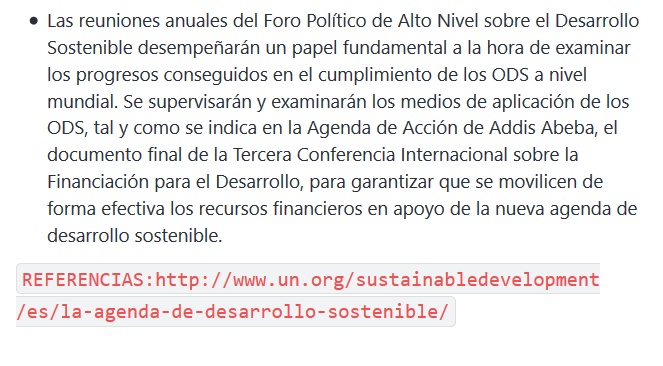 • Las reuniones anuales del Foro Político de Alto Nivel sobre el Desarrollo
Sostenible desempeñarán un papel fundamental a la hora de examinar
los progresos conseguidos en el cumplimiento de los ODS a nivel
mundial. Se supervisarán y examinarán los medios de aplicación de los
ODS, tal y como se indica en la Agenda de Acción de Addis Abeba, el
documento final de la Tercera Conferencia Internacional sobre la
Financiación para el Desarrollo, para garantizar que se movilicen de
forma efectiva los recursos financieros en apoyo de la nueva agenda de
desarrollo sostenible.
REFERENCIAS:http://www.un.org/sustainabledevelopment
/es/la-agenda-de-desarrollo-sostenible/